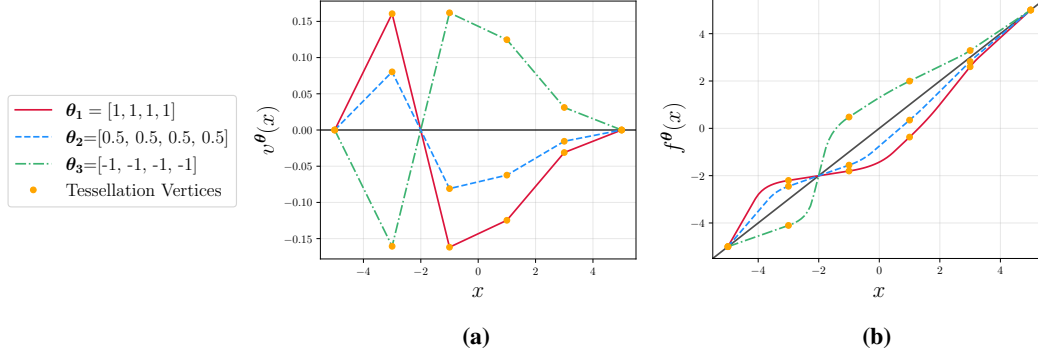 θ₁ = [1, 1, 1, 1]
θ₂=[0.5, 0.5, 0.5, 0.5]
θ₃=[-1, -1, -1, -1]
Tessellation Vertices
0.15
0.10
0.05
0.00
−0.05
−0.10
−0.15
v^θ(x)
−4 −2 0 2 4
x
(a)
4
2
0
−2
−4
f^θ(x)
−4 −2 0 2 4
x
(b)